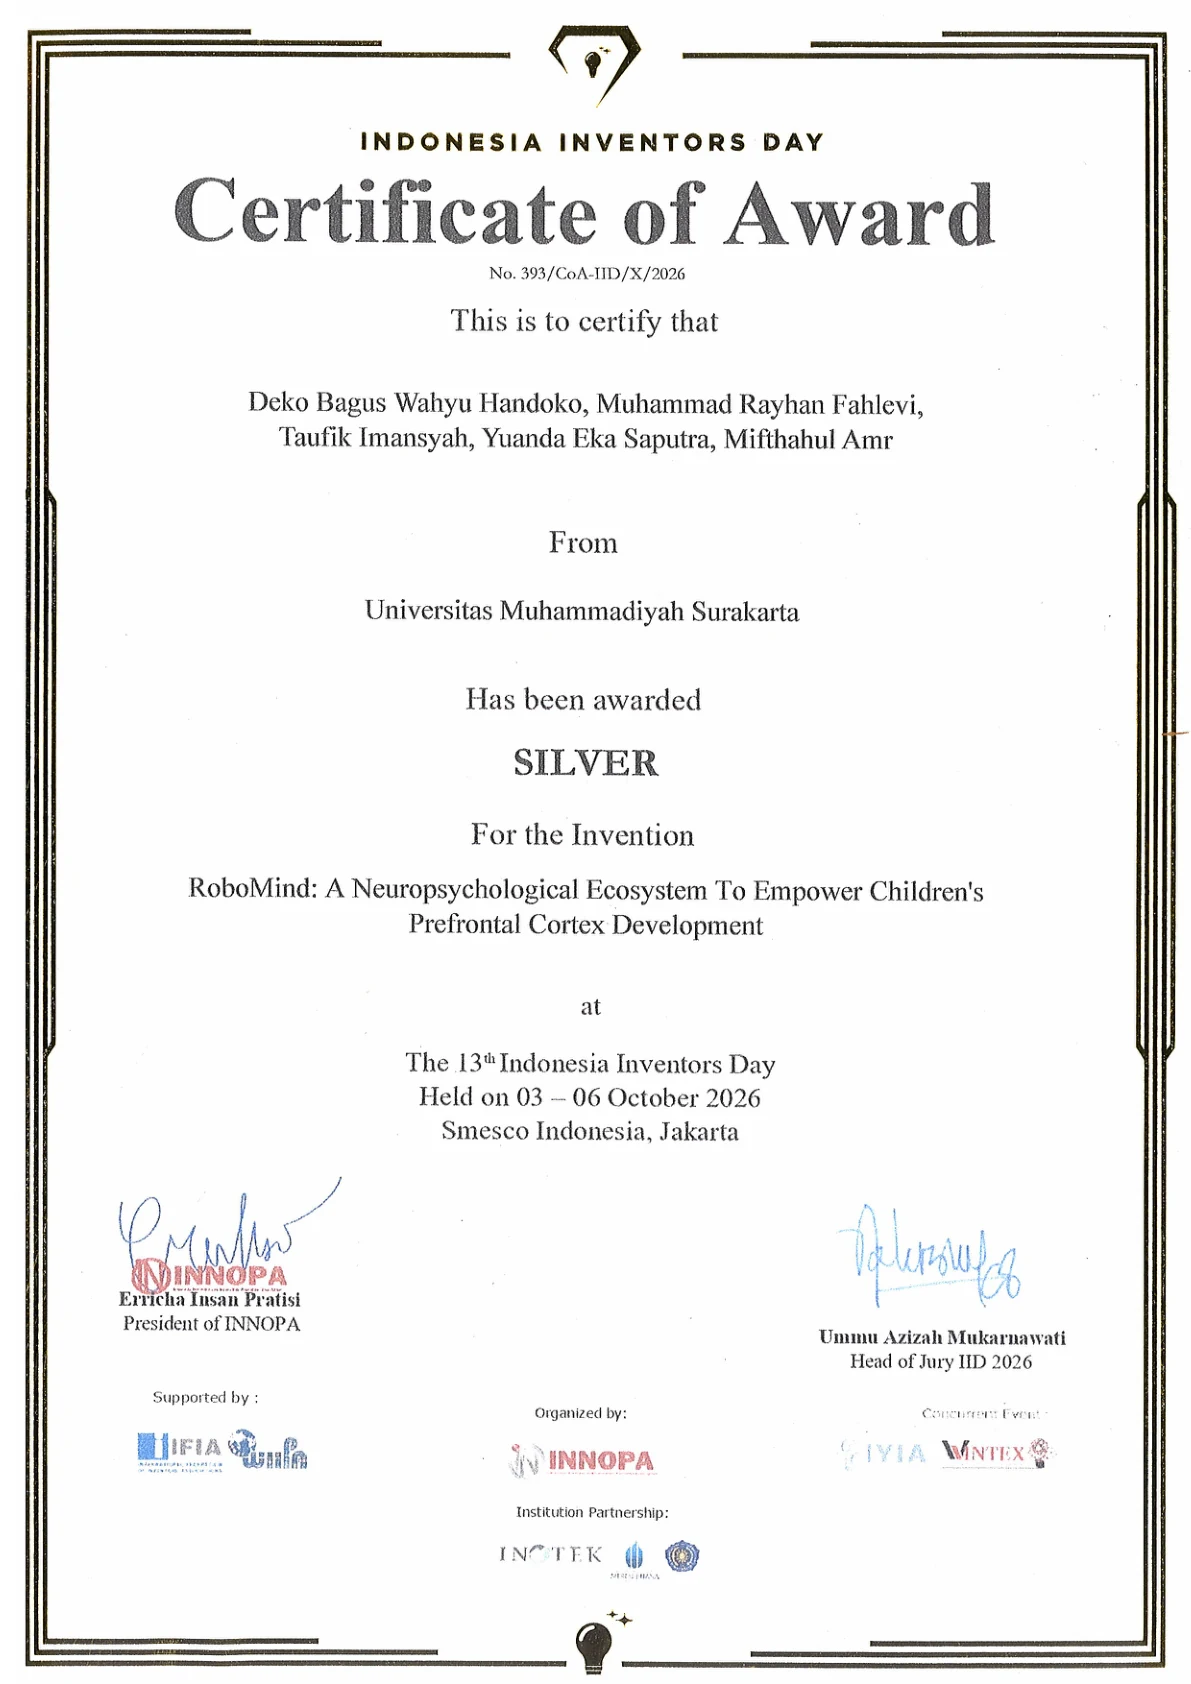 INDONESIA INVENTORS DAY
Certificate of Award
No. 393/CoA-IID/X/2026
This is to certify that
Deko Bagus Wahyu Handoko, Muhammad Rayhan Fahlevi,
Taufik Imansyah, Yuanda Eka Saputra, Mifthahul Amr
From
Universitas Muhammadiyah Surakarta
Has been awarded
SILVER
For the Invention
RoboMind: A Neuropsychological Ecosystem To Empower Children's
Prefrontal Cortex Development
at
The 13th Indonesia Inventors Day
Held on 03 – 06 October 2026
Smesco Indonesia, Jakarta
INNOPA
Erricha Insan Pratisi
President of INNOPA
Ummu Azizah Mukarnawati
Head of Jury IID 2026
Supported by :
IFIA
Organized by:
INNOPA
Concurrent Event :
IYIA
WINTEX
Institution Partnership:
INOTEK